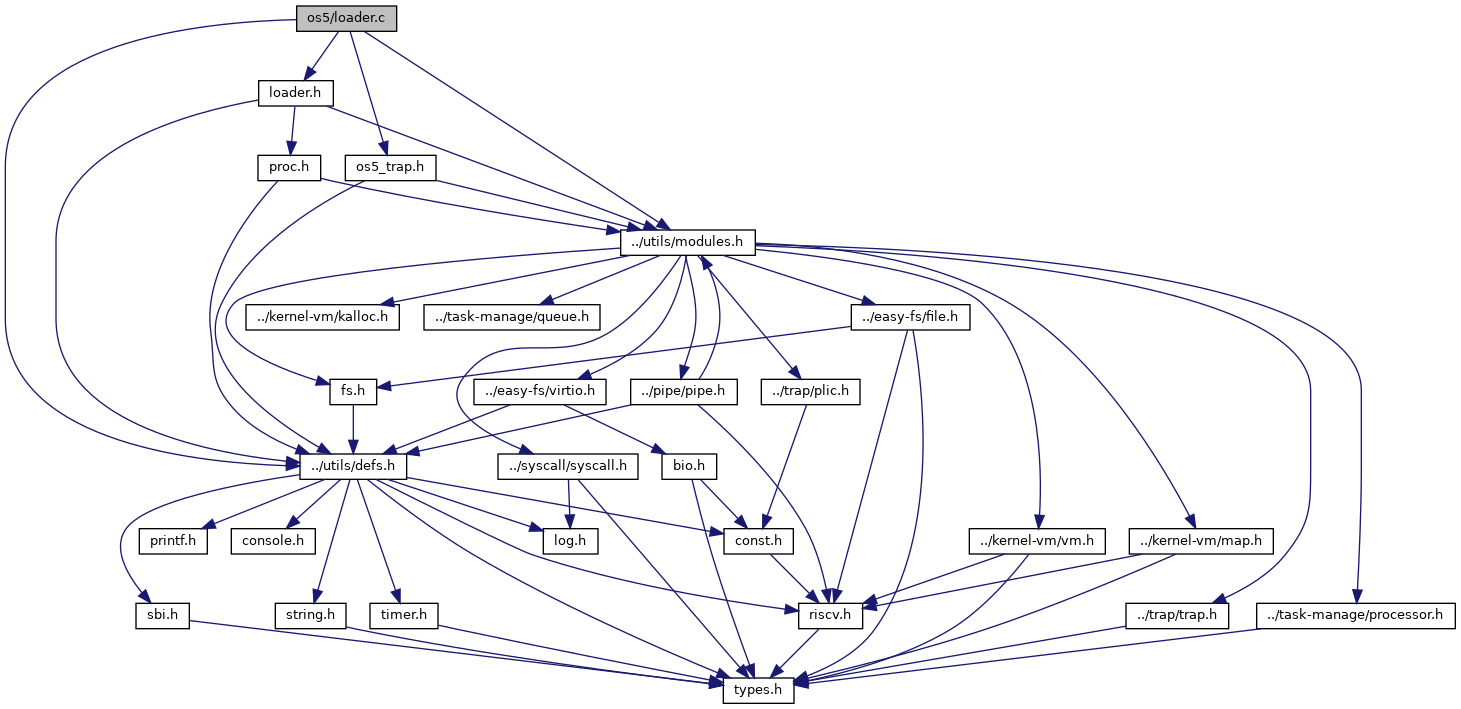 os5/loader.c
loader.h
proc.h
os5_trap.h
../utils/modules.h
../kernel-vm/kalloc.h
../task-manage/queue.h
../easy-fs/file.h
fs.h
../easy-fs/virtio.h
../pipe/pipe.h
../trap/plic.h
../utils/defs.h
../syscall/syscall.h
bio.h
printf.h
console.h
log.h
const.h
../kernel-vm/vm.h
../kernel-vm/map.h
sbi.h
string.h
timer.h
riscv.h
../trap/trap.h
../task-manage/processor.h
types.h